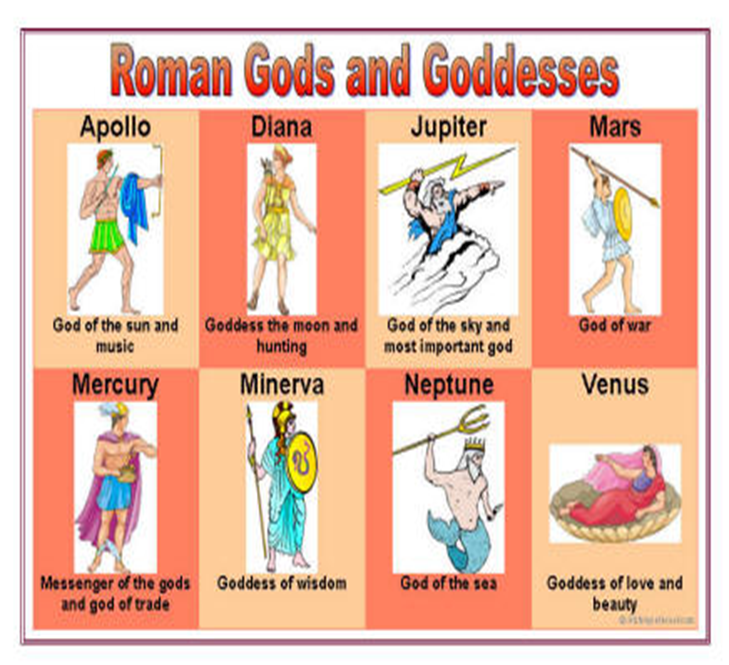 Roman Gods and Goddesses
Apollo
God of the sun and
music
Diana
Goddess the moon and
hunting
Jupiter
God of the sky and
most important god
Mars
God of war
Mercury
Messenger of the gods
and god of trade
Minerva
Goddess of wisdom
Neptune
God of the sea
Venus
Goddess of love and
beauty